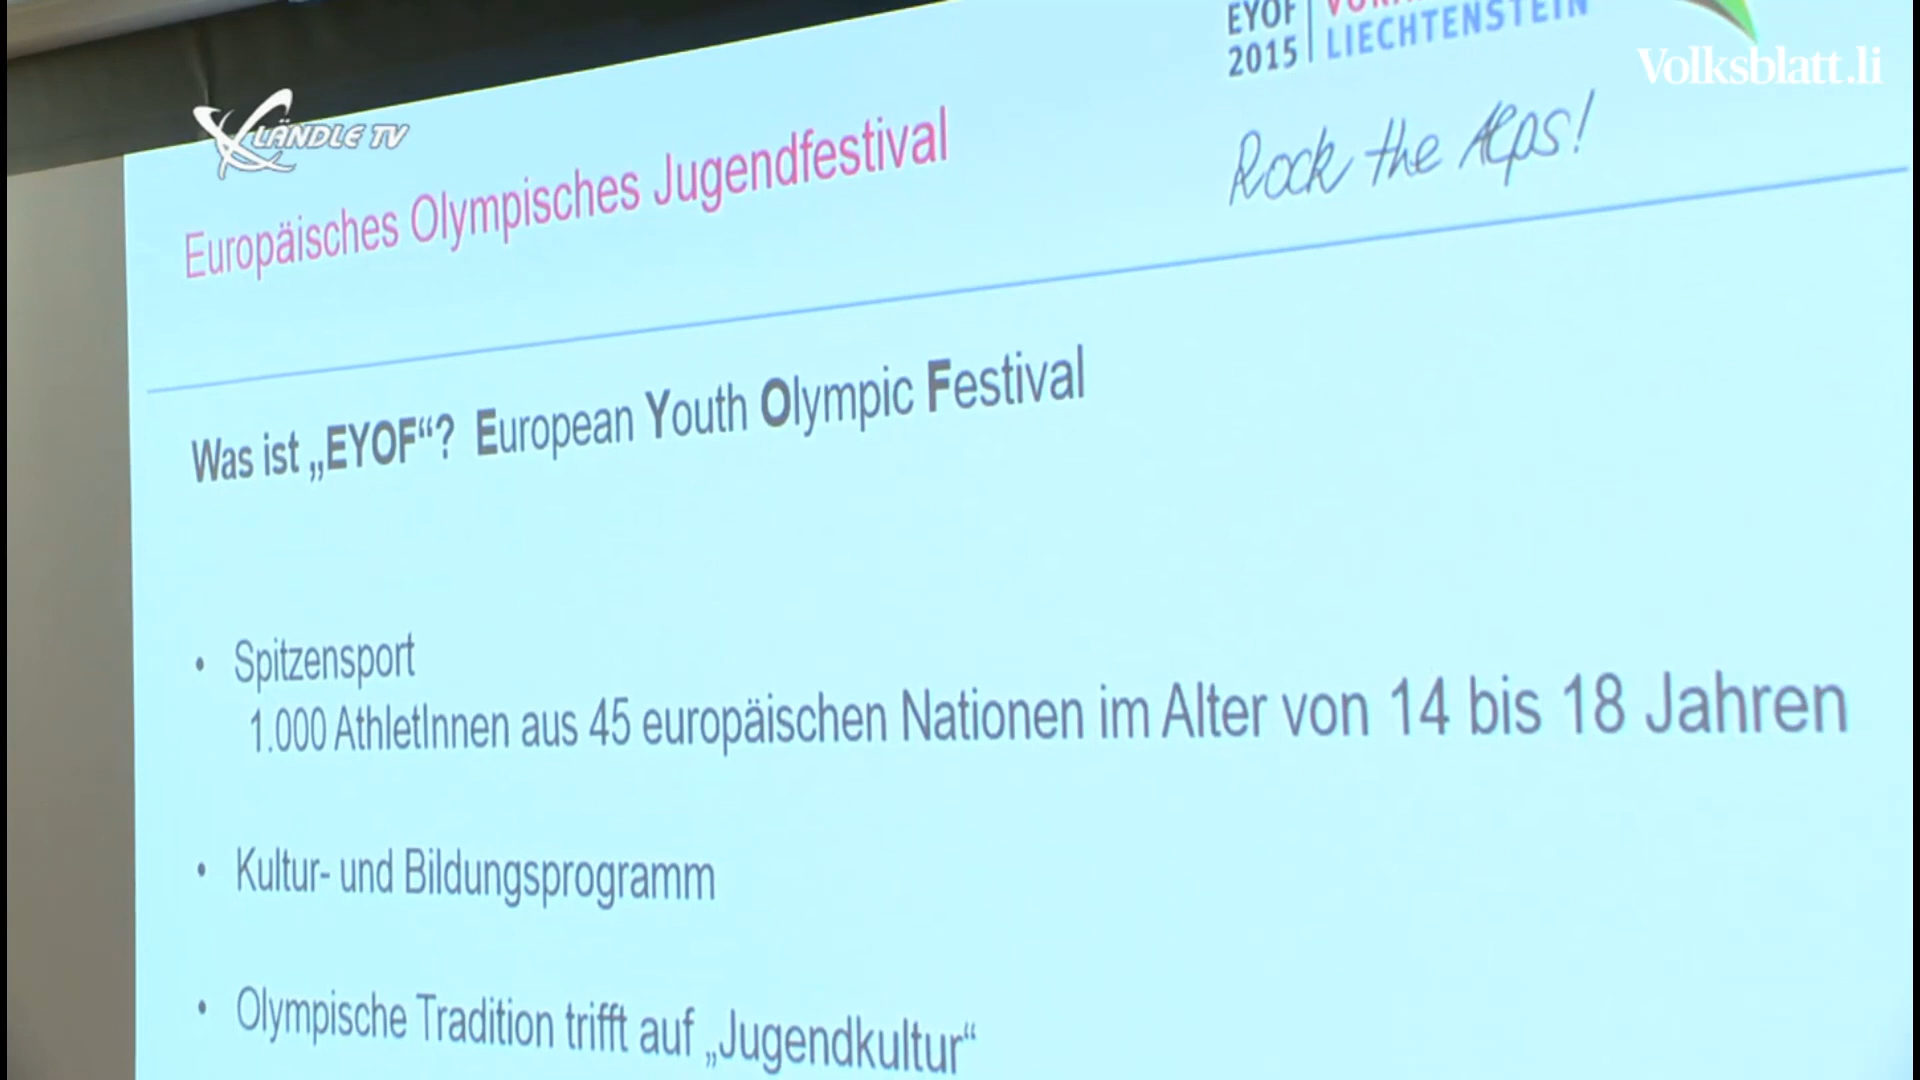 EYOF
2015 LIECHTENSTEIN
Volksblatt.li
LÄNDLE TV
Europäisches Olympisches Jugendfestival
Rock the Alps!
Was ist „EYOF“? European Youth Olympic Festival
• Spitzensport
1.000 AthletInnen aus 45 europäischen Nationen im Alter von 14 bis 18 Jahren
• Kultur- und Bildungsprogramm
• Olympische Tradition trifft auf „Jugendkultur“